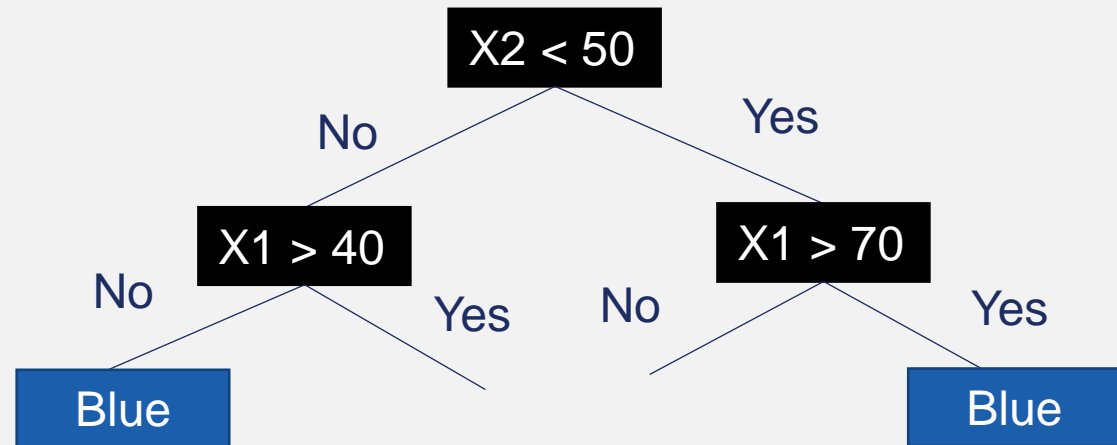 X2 < 50
No
Yes
X1 > 40
X1 > 70
No
Yes
No
Yes
Blue
Blue